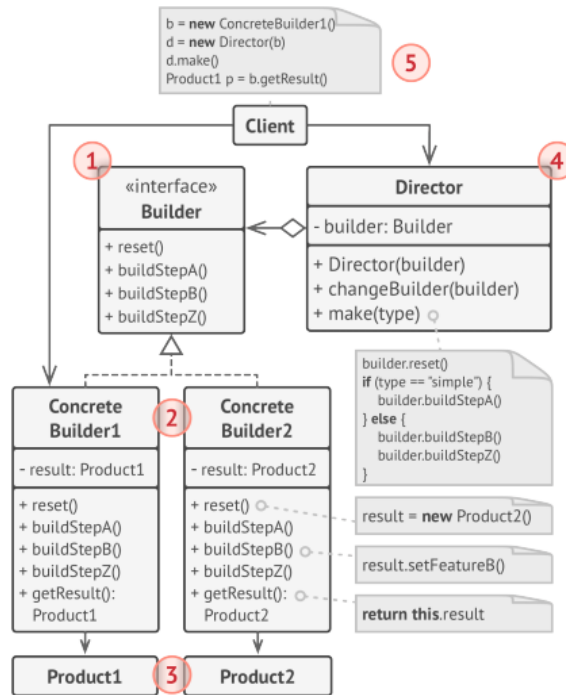 b = new ConcreteBuilder1()
d = new Director(b)
d.make()
Product1 p = b.getResult()
5
Client
1
«interface»
Builder
+ reset()
+ buildStepA()
+ buildStepB()
+ buildStepZ()
4
Director
- builder: Builder
+ Director(builder)
+ changeBuilder(builder)
+ make(type)
builder.reset()
if (type == "simple") {
builder.buildStepA()
} else {
builder.buildStepB()
builder.buildStepZ()
}
Concrete
Builder1
- result: Product1
+ reset()
+ buildStepA()
+ buildStepB()
+ buildStepZ()
+ getResult():
Product1
2
Concrete
Builder2
- result: Product2
+ reset()
+ buildStepA()
+ buildStepB()
+ buildStepZ()
+ getResult():
Product2
result = new Product2()
result.setFeatureB()
return this.result
Product1
3
Product2